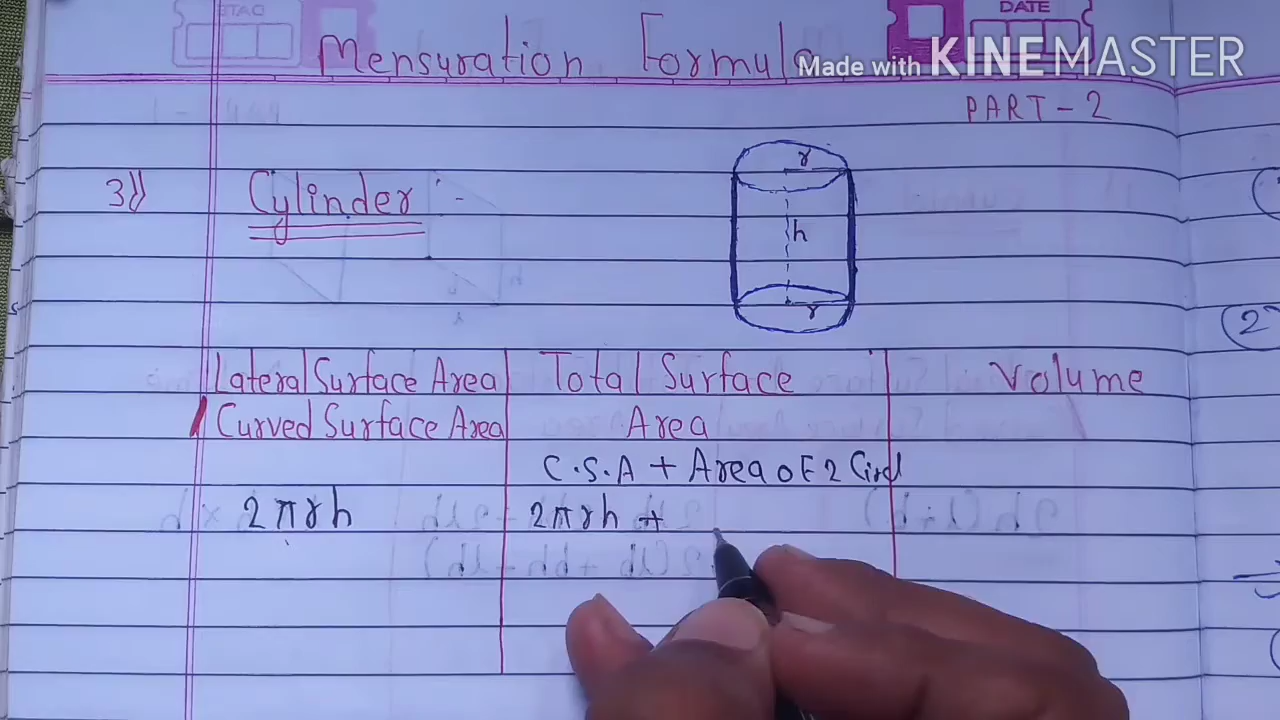 DATE
Mensuration Formula
Made with KINEMASTER
PART-2
3) Cylinder :-
r
h
r
2
Lateral Surface Area Total Surface Volume
Curved Surface Area Area
C.S.A + Area of 2 Circl
2πrh 2πrh +